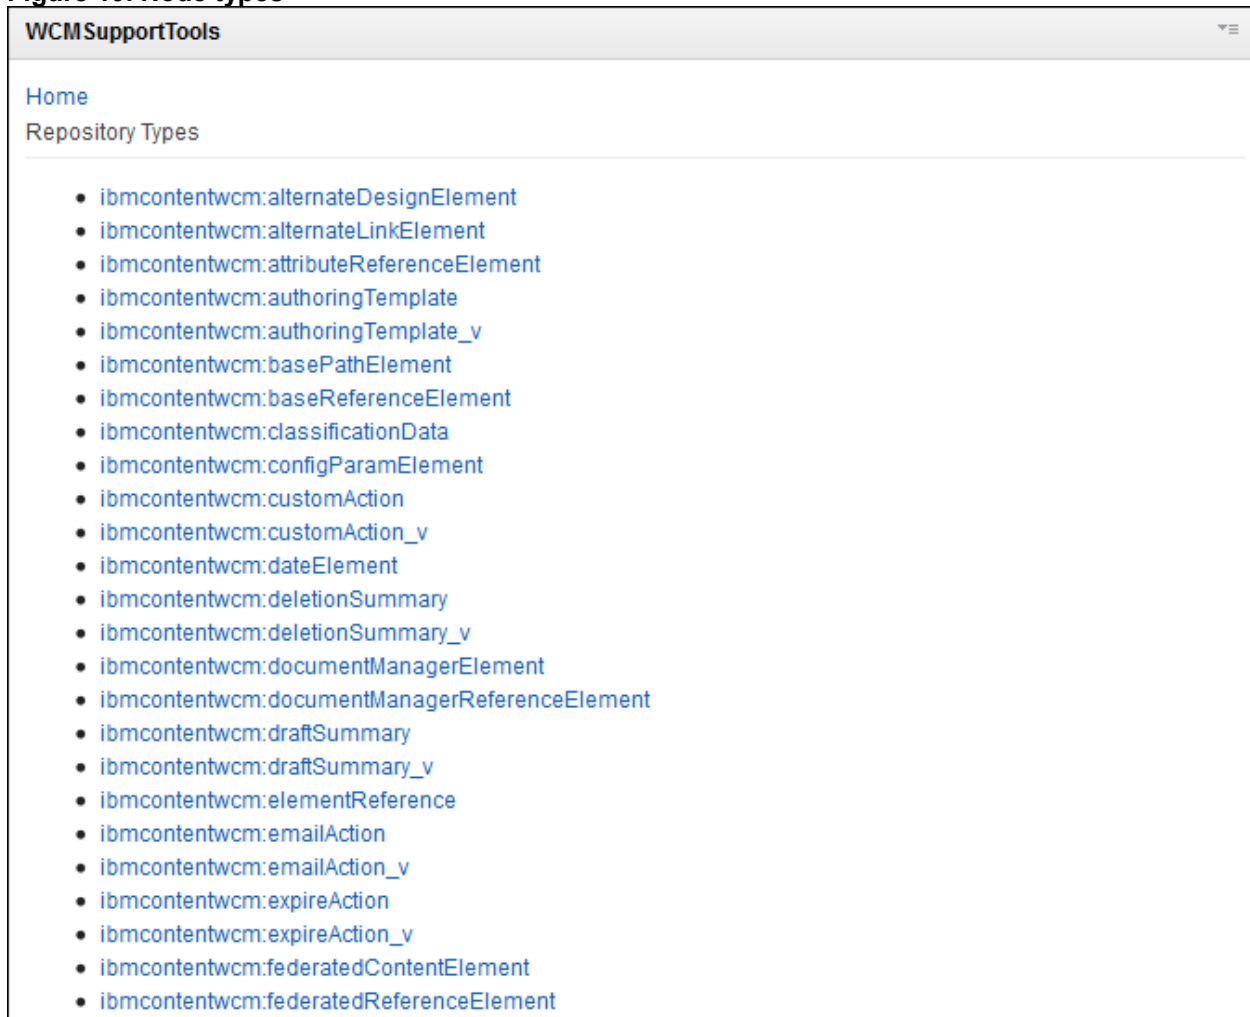 WCMSupportTools
Home
Repository Types
ibmcontentwcm:alternateDesignElement
ibmcontentwcm:alternateLinkElement
ibmcontentwcm:attributeReferenceElement
ibmcontentwcm:authoringTemplate
ibmcontentwcm:authoringTemplate_v
ibmcontentwcm:basePathElement
ibmcontentwcm:baseReferenceElement
ibmcontentwcm:classificationData
ibmcontentwcm:configParamElement
ibmcontentwcm:customAction
ibmcontentwcm:customAction_v
ibmcontentwcm:dateElement
ibmcontentwcm:deletionSummary
ibmcontentwcm:deletionSummary_v
ibmcontentwcm:documentManagerElement
ibmcontentwcm:documentManagerReferenceElement
ibmcontentwcm:draftSummary
ibmcontentwcm:draftSummary_v
ibmcontentwcm:elementReference
ibmcontentwcm:emailAction
ibmcontentwcm:emailAction_v
ibmcontentwcm:expireAction
ibmcontentwcm:expireAction_v
ibmcontentwcm:federatedContentElement
ibmcontentwcm:federatedReferenceElement